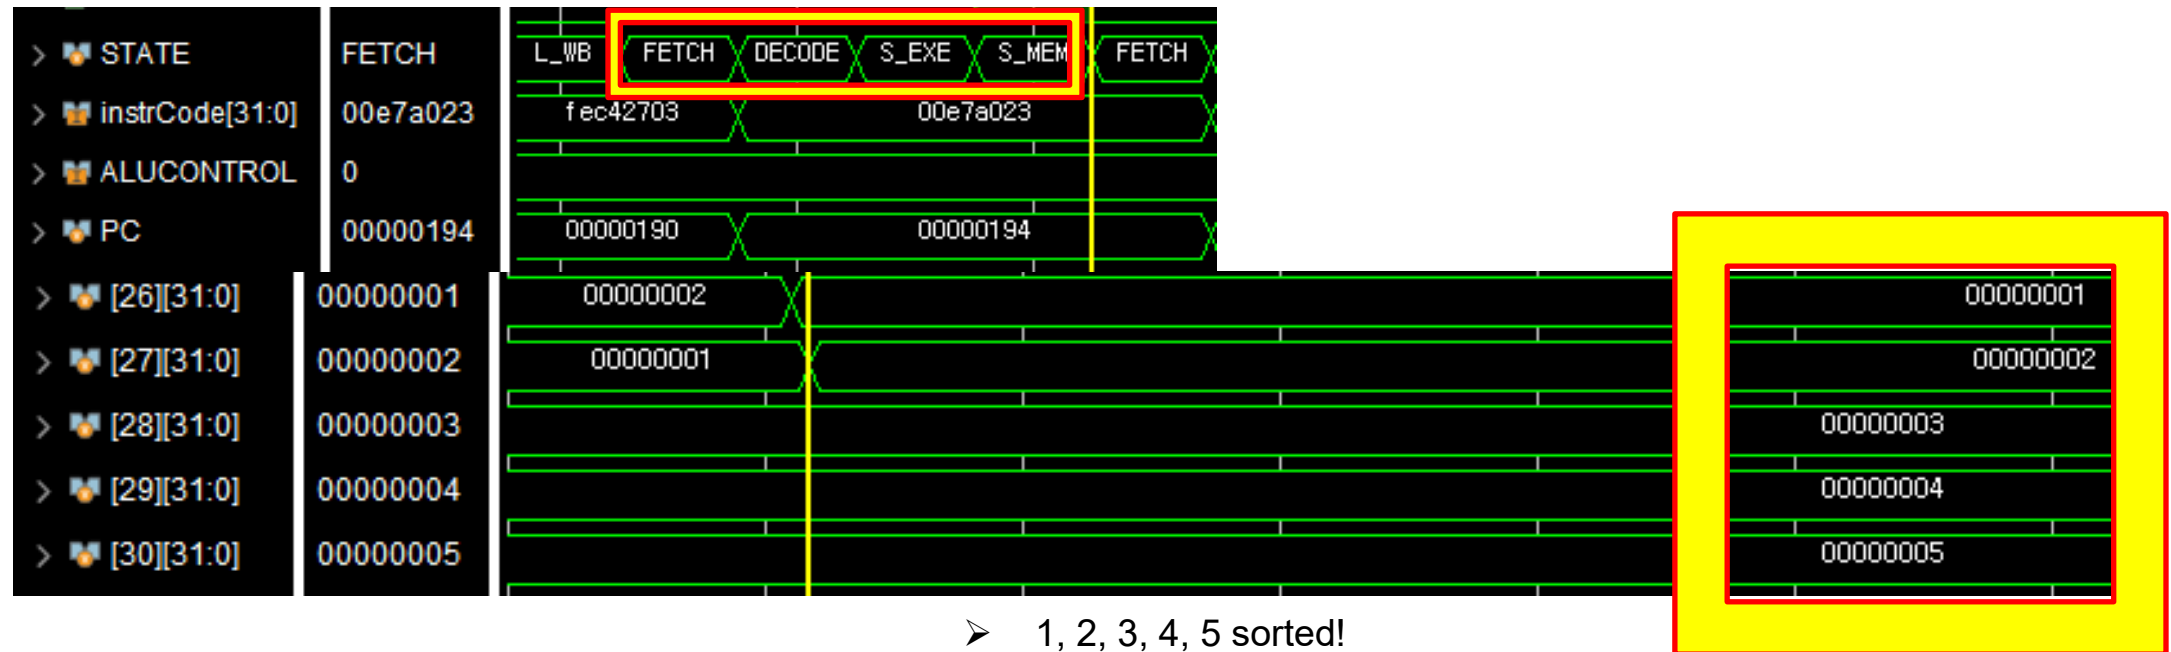 STATE FETCH L_WB FETCH DECODE S_EXE S_MEM FETCH
instrCode[31:0] 00e7a023 fec42703 00e7a023
ALUCONTROL 0
PC 00000194 00000190 00000194
[26][31:0] 00000001 00000002 00000001
[27][31:0] 00000002 00000001 00000002
[28][31:0] 00000003 00000003
[29][31:0] 00000004 00000004
[30][31:0] 00000005 00000005
➢ 1, 2, 3, 4, 5 sorted!